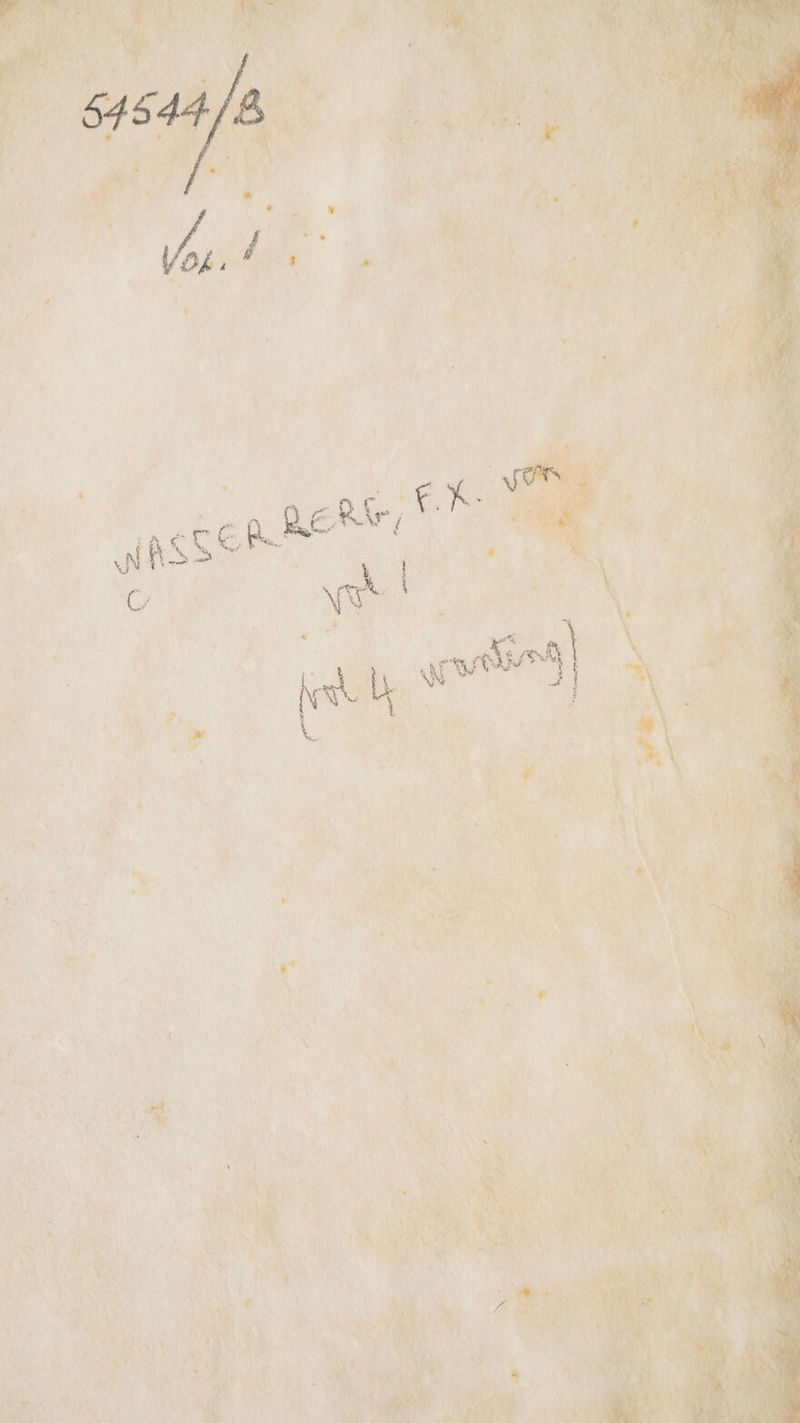 54544/B
Vol. 1
WASSERBERG, F.X. von
C vol 1
(vol 4 wanting)